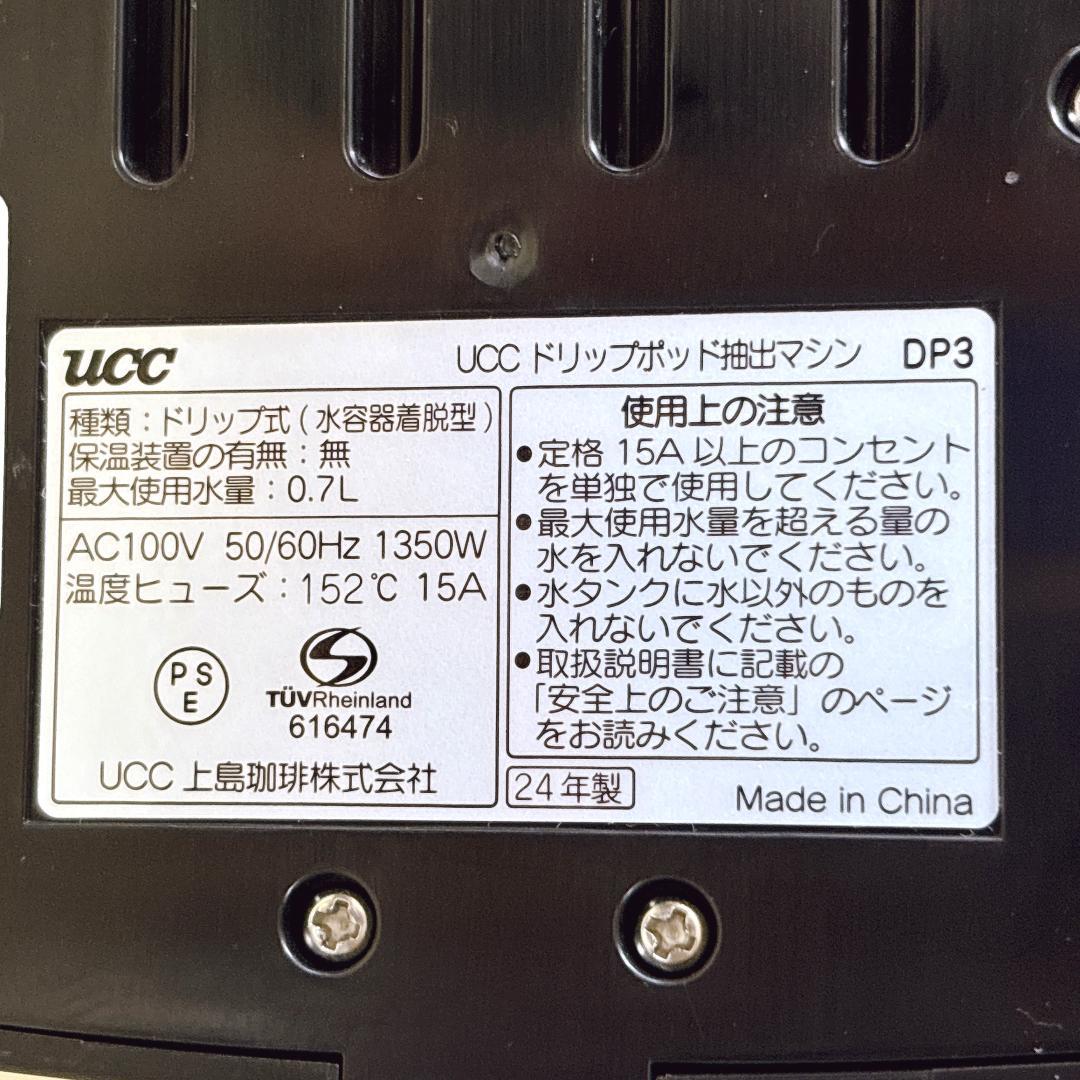 UCC
UCC ドリップポッド抽出マシン DP3
種類：ドリップ式（水容器着脱型）
保温装置の有無：無
最大使用水量：0.7L
AC100V 50/60Hz 1350W
温度ヒューズ：152℃ 15A
PS
E
TÜVRheinland
616474
UCC 上島珈琲株式会社
使用上の注意
●定格 15A 以上のコンセント
を単独で使用してください。
●最大使用水量を超える量の
水を入れないでください。
●水タンクに水以外のものを
入れないでください。
●取扱説明書に記載の
「安全上のご注意」のページ
をお読みください。
24年製
Made in China